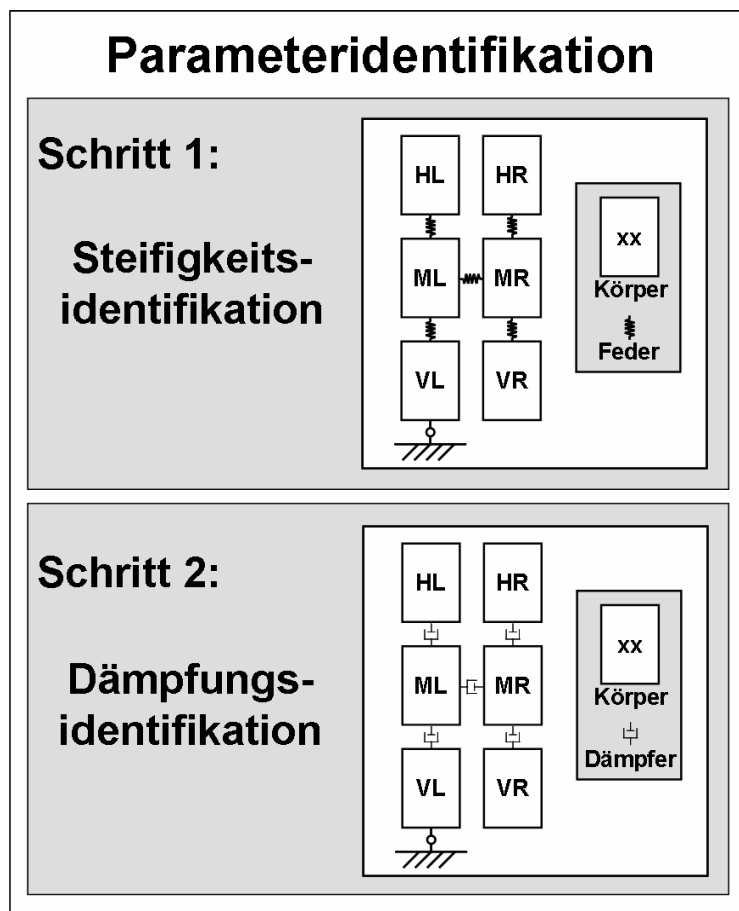 Parameteridentifikation
Schritt 1:
Steifigkeits-
identifikation
HL HR
ML MR
VL VR
xx
Körper
Feder
Schritt 2:
Dämpfungs-
identifikation
HL HR
ML MR
VL VR
xx
Körper
Dämpfer